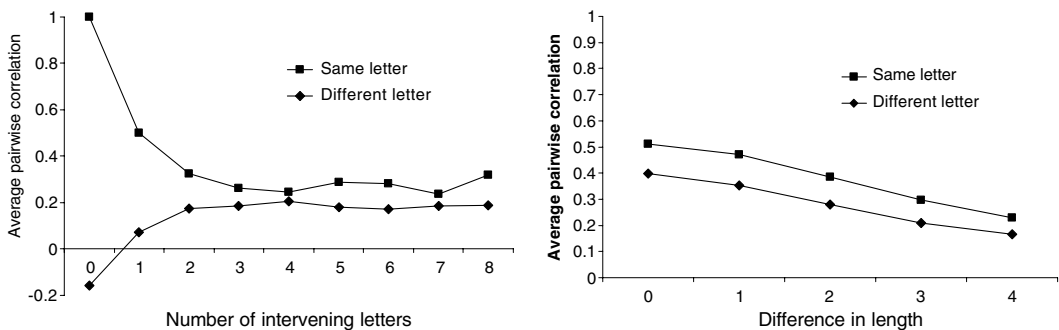 Average pairwise correlation
1
0.8
0.6
0.4
0.2
0
-0.2
Same letter
Different letter
0 1 2 3 4 5 6 7 8
Number of intervening letters
Average pairwise correlation
1
0.9
0.8
0.7
0.6
0.5
0.4
0.3
0.2
0.1
0
Same letter
Different letter
0 1 2 3 4
Difference in length